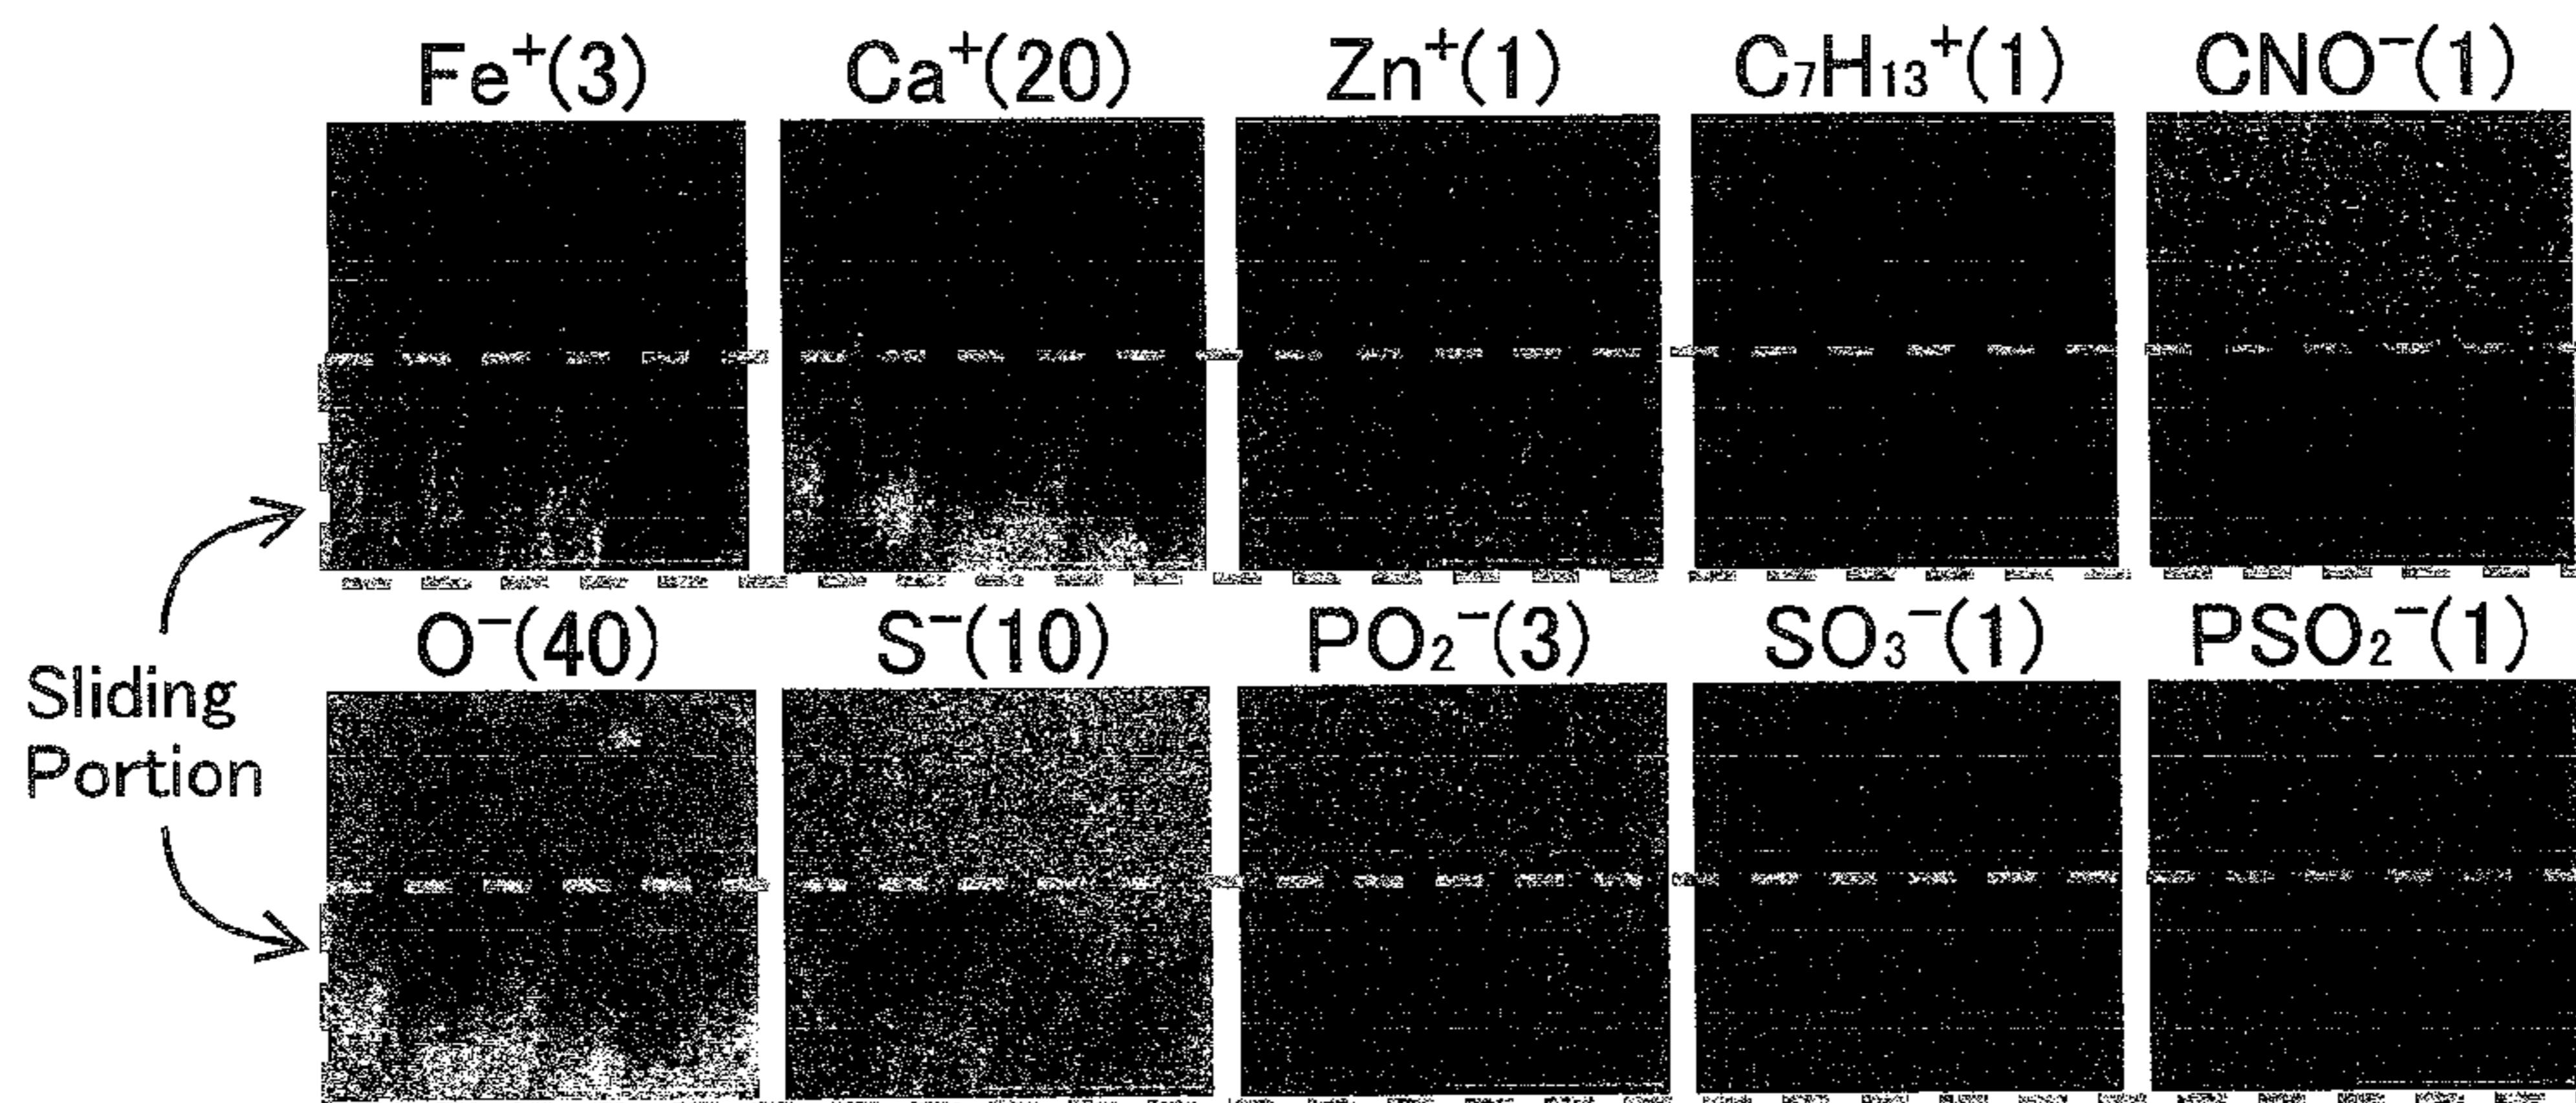 Fe⁺(3) Ca⁺(20) Zn⁺(1) C₇H₁₃⁺(1) CNO⁻(1)
O⁻(40) S⁻(10) PO₂⁻(3) SO₃⁻(1) PSO₂⁻(1)
Sliding
Portion